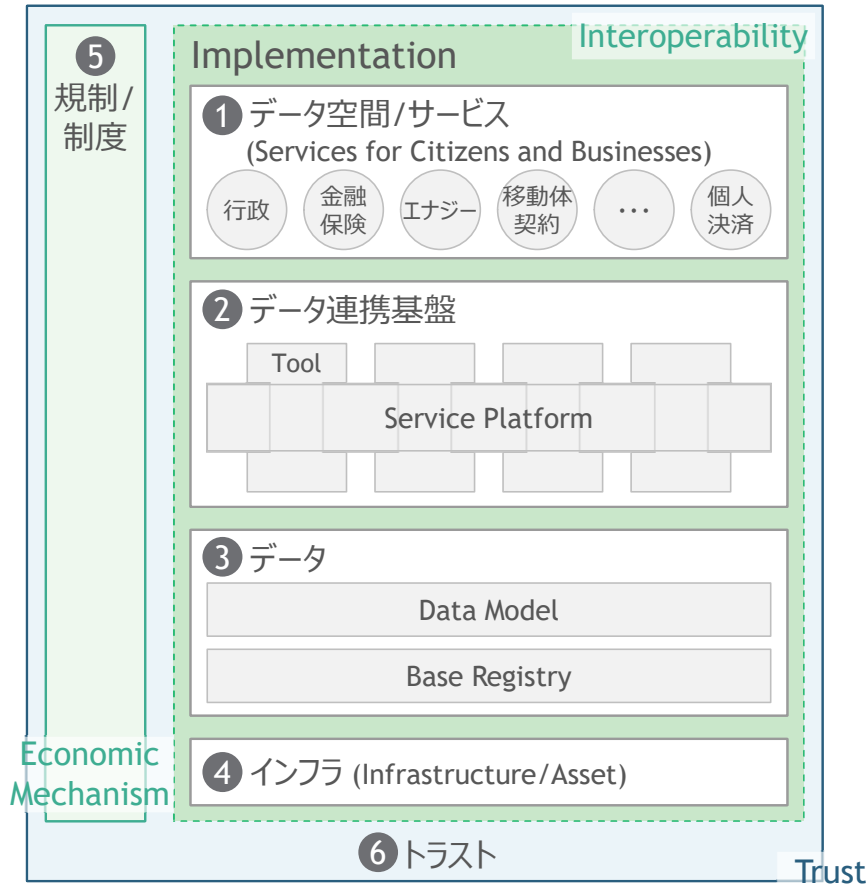 Interoperability
5
規制/
制度
Implementation
1 データ空間/サービス
(Services for Citizens and Businesses)
行政
金融
保険
エナジー
移動体
契約
・・・
個人
決済
2 データ連携基盤
Tool
Service Platform
3 データ
Data Model
Base Registry
Economic
Mechanism
4 インフラ (Infrastructure/Asset)
6 トラスト
Trust